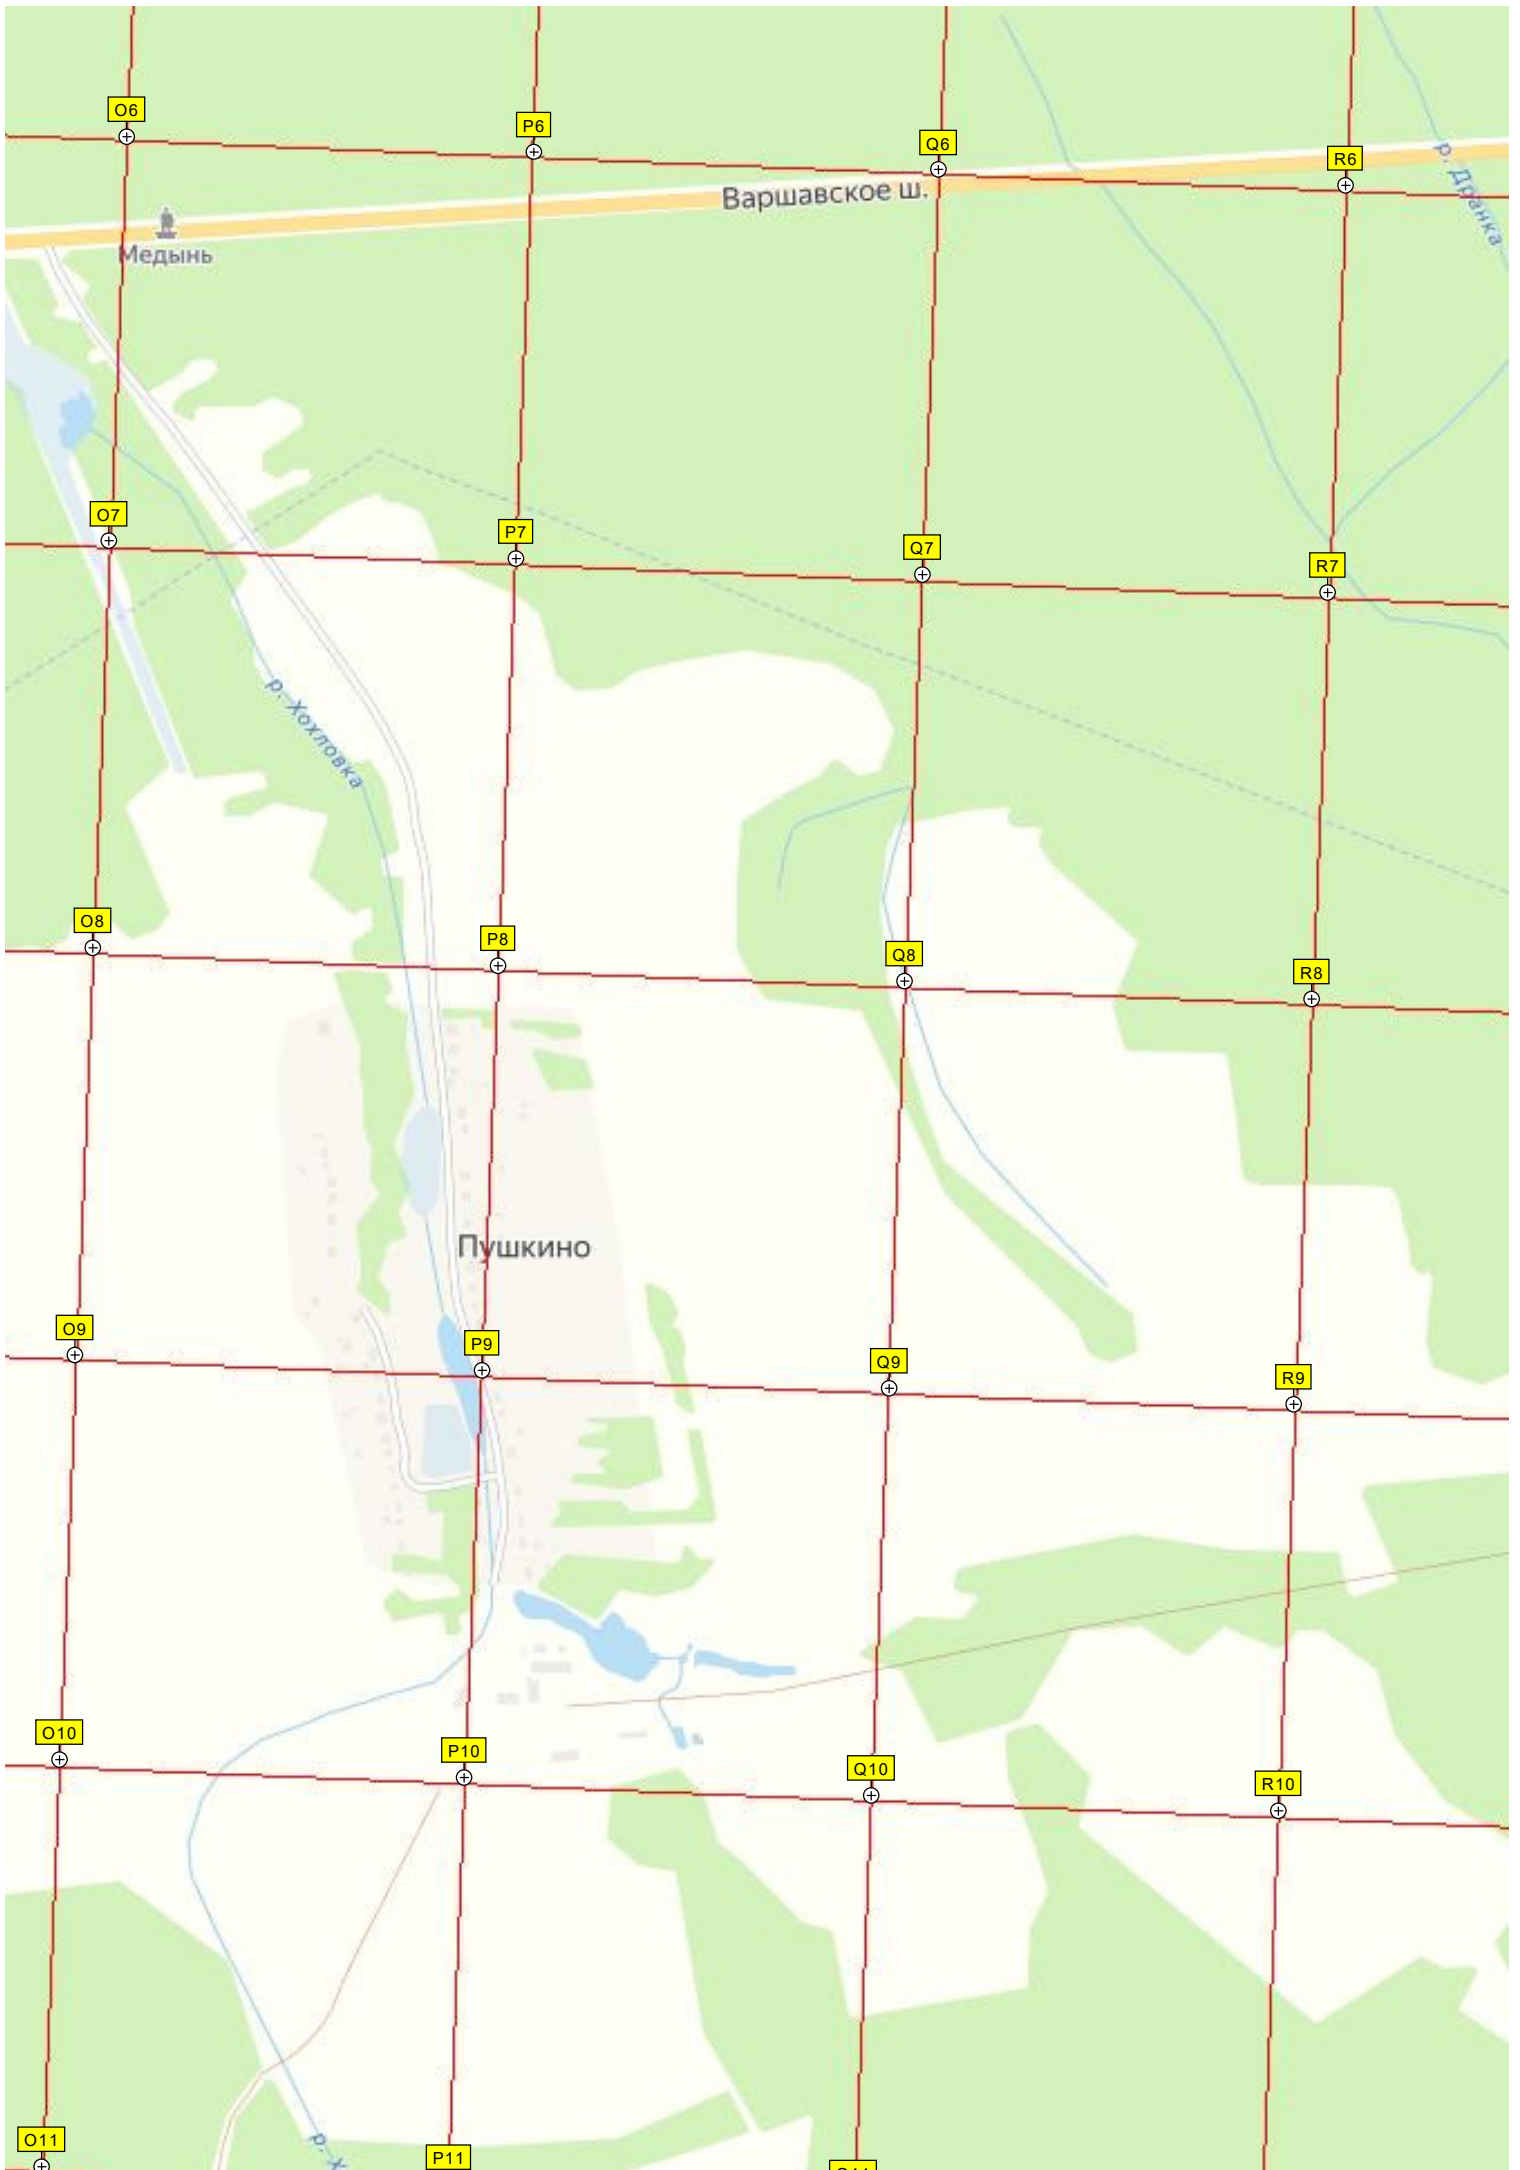 O6
P6
Q6
R6
р. Дранка
Варшавское ш.
Медынь
O7
P7
Q7
R7
р. Хохловка
O8
P8
Q8
R8
Пушкино
O9
P9
Q9
R9
O10
P10
Q10
R10
O11
P11
р. Х